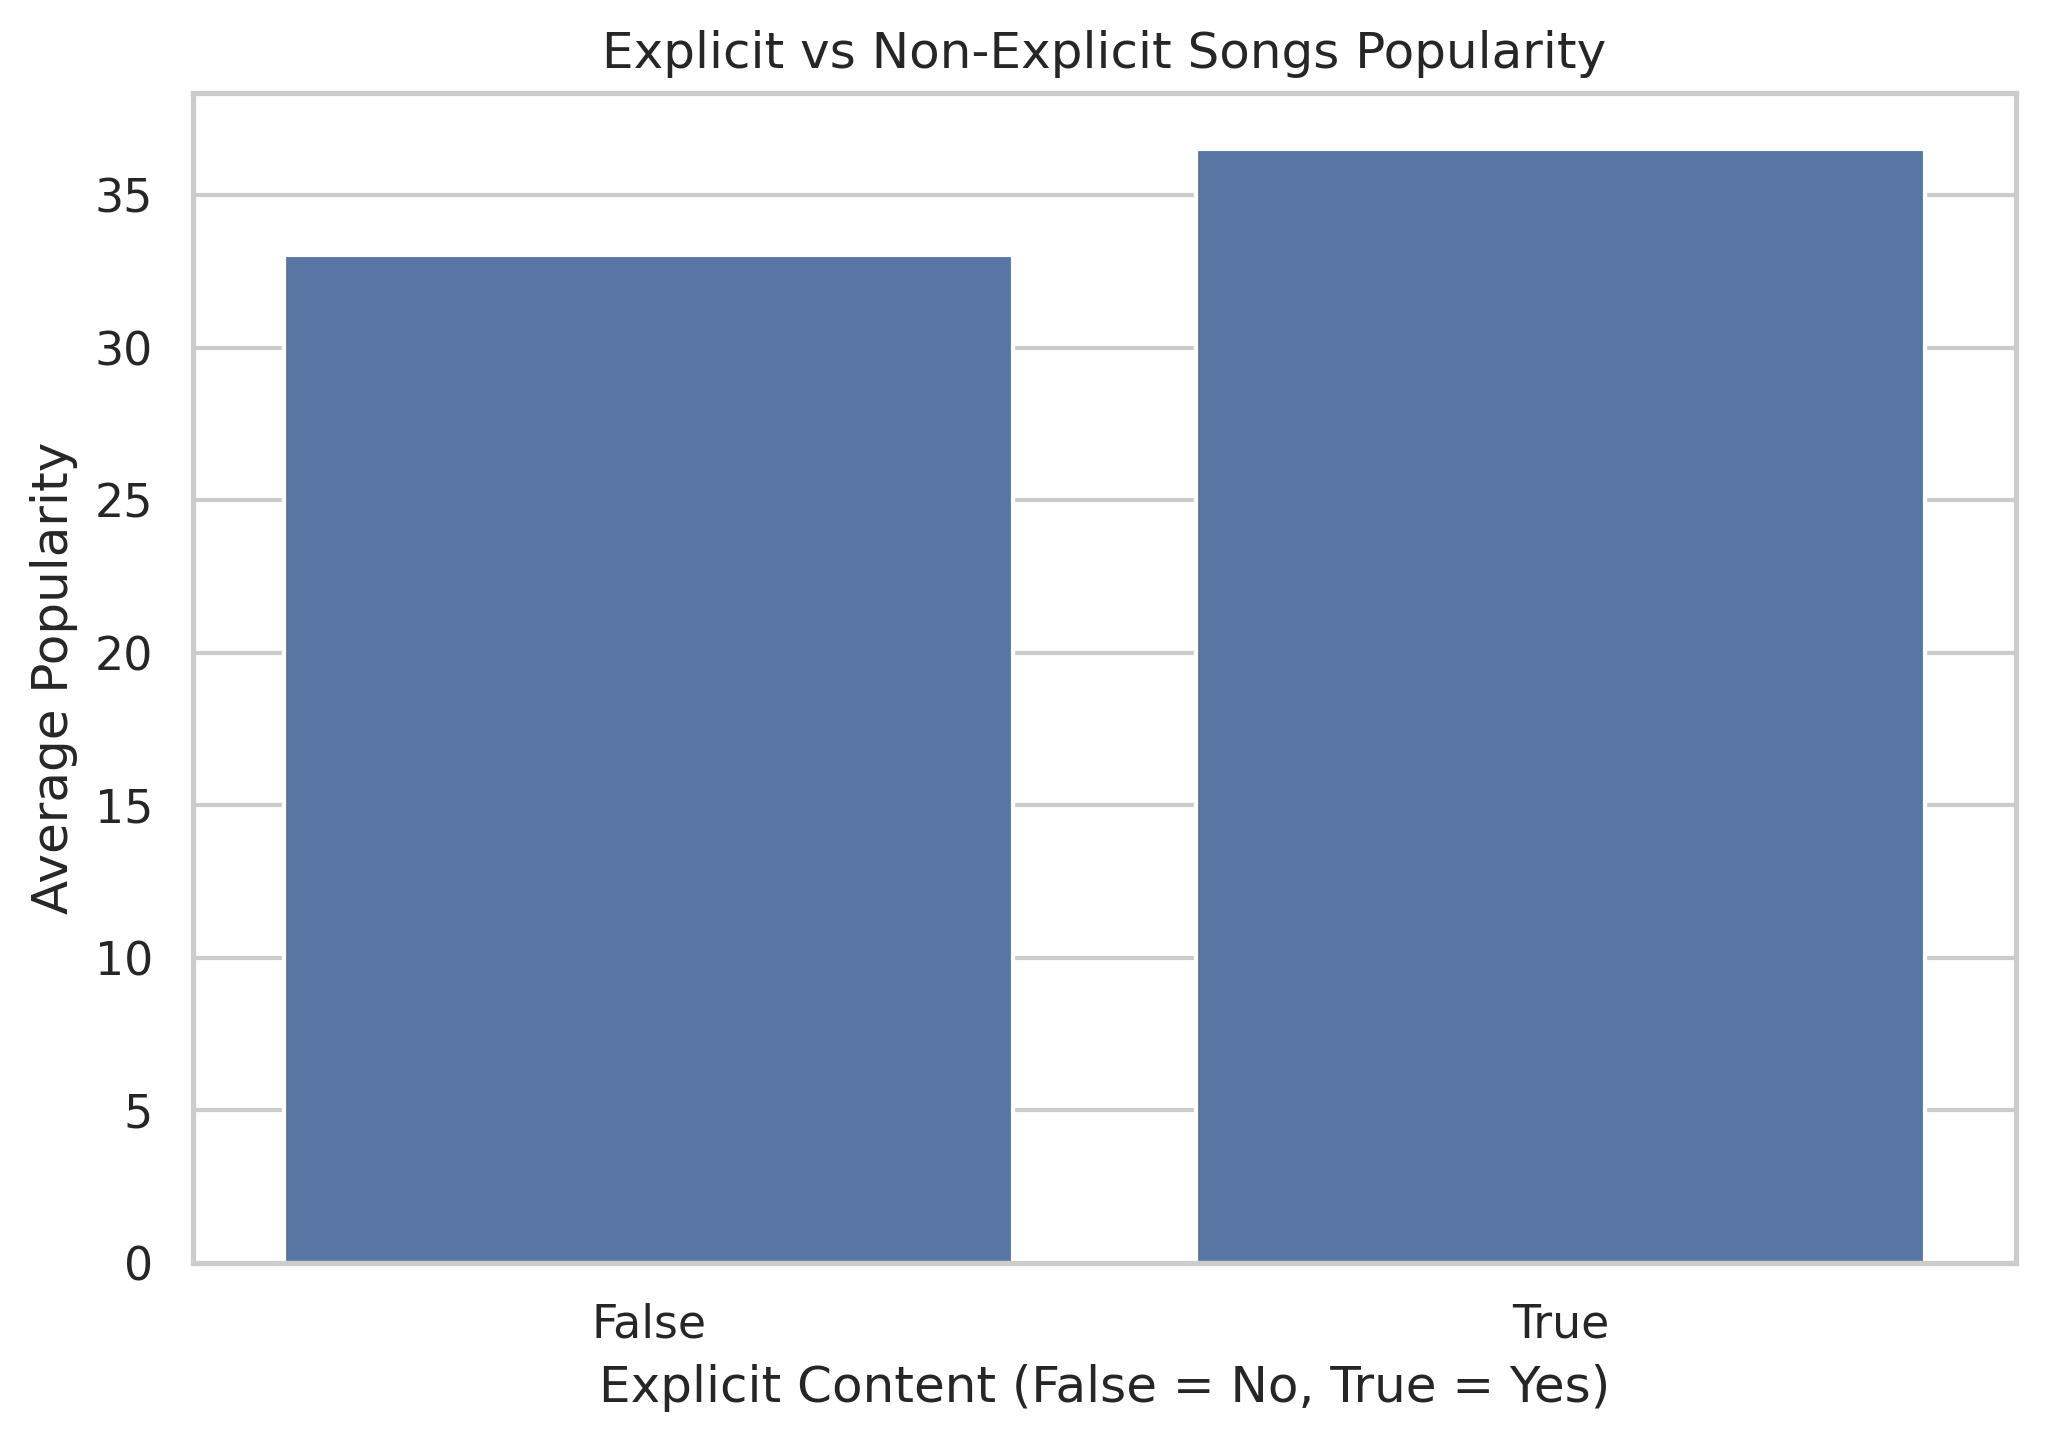 Explicit vs Non-Explicit Songs Popularity
Average Popularity
35
30
25
20
15
10
5
0
False
True
Explicit Content (False = No, True = Yes)